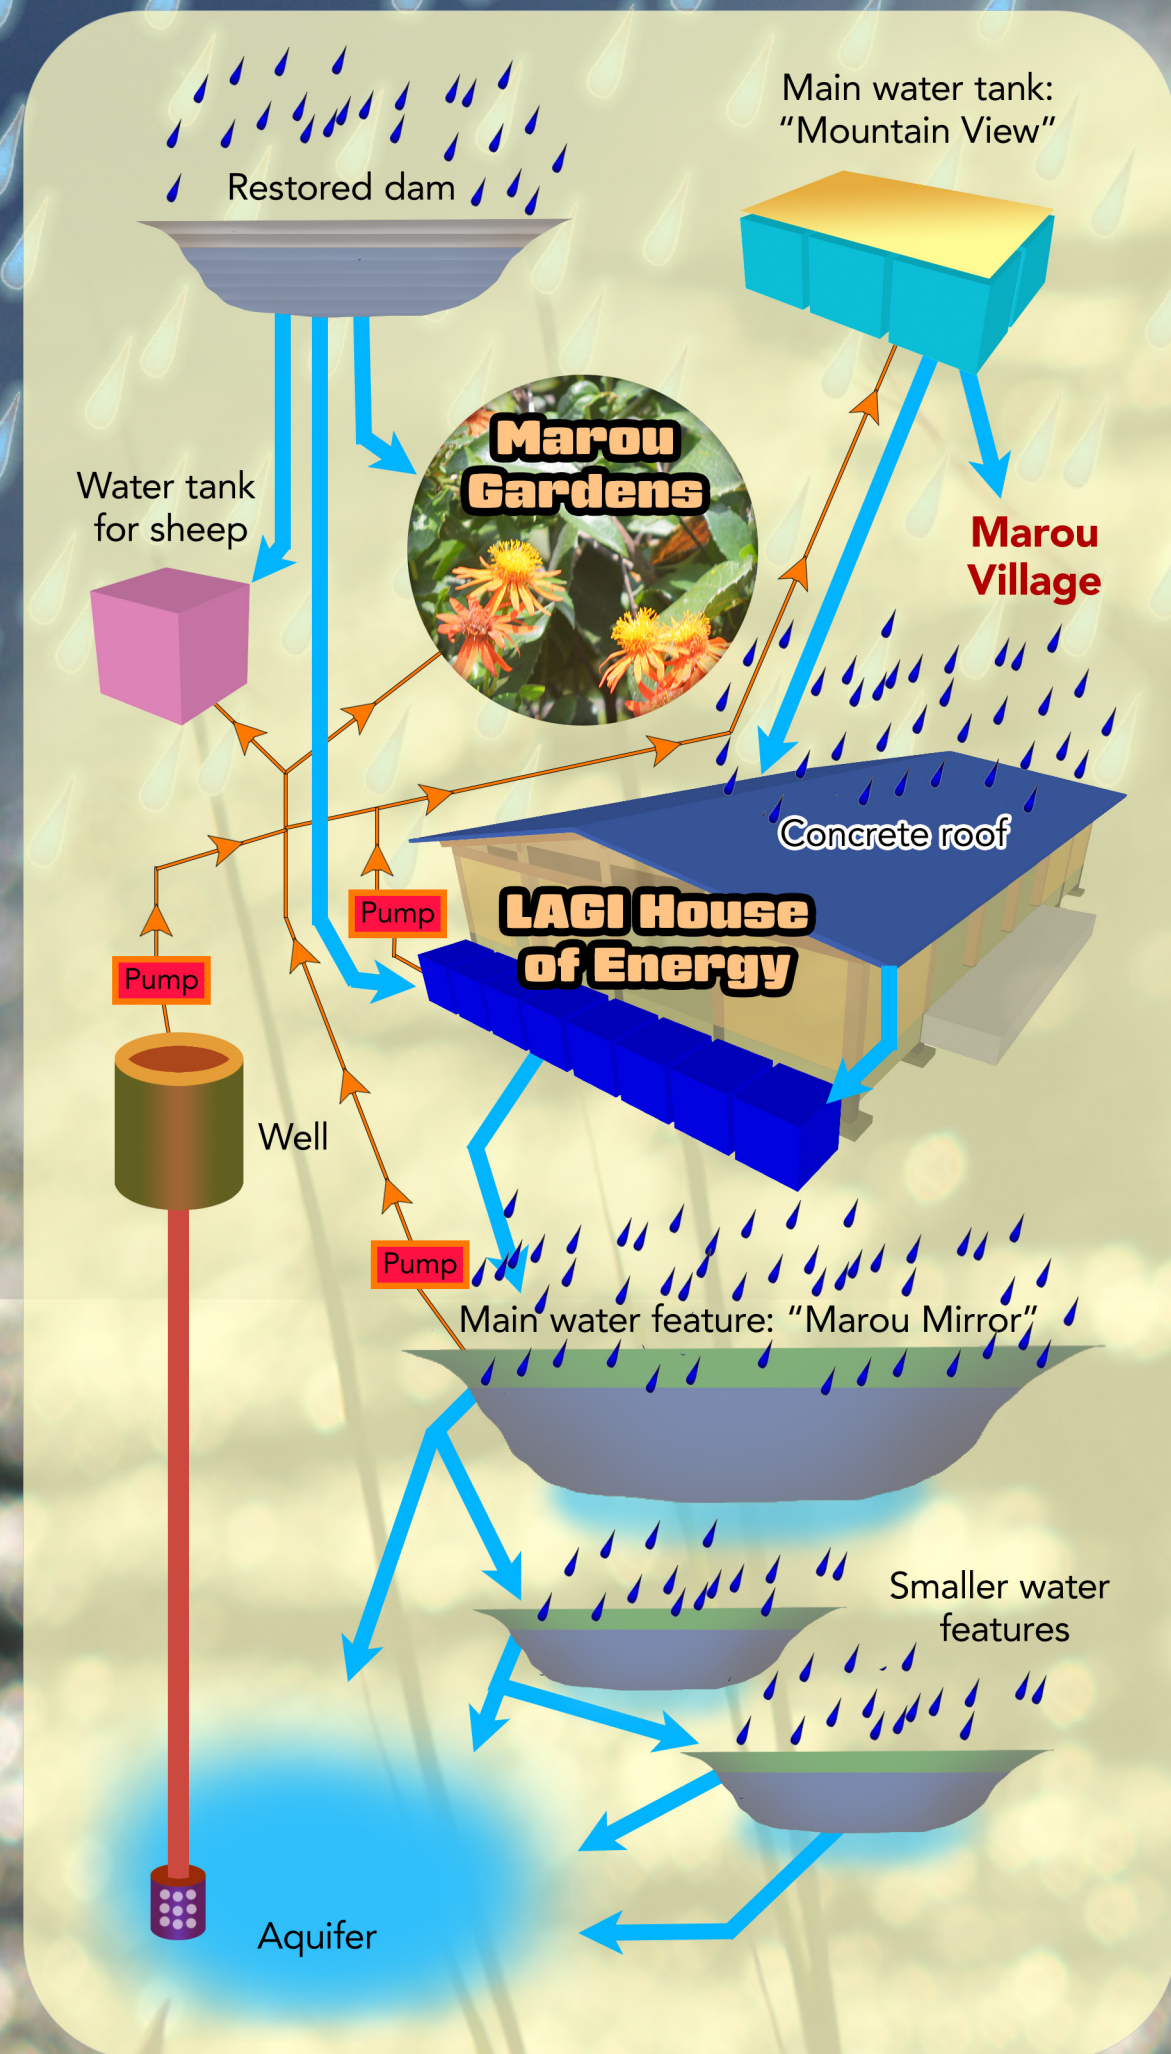 Main water tank:
“Mountain View”
Restored dam
Marou
Gardens
Water tank
for sheep
Marou
Village
Concrete roof
Pump
LAGI House
of Energy
Pump
Well
Pump
Main water feature: “Marou Mirror”
Smaller water
features
Aquifer